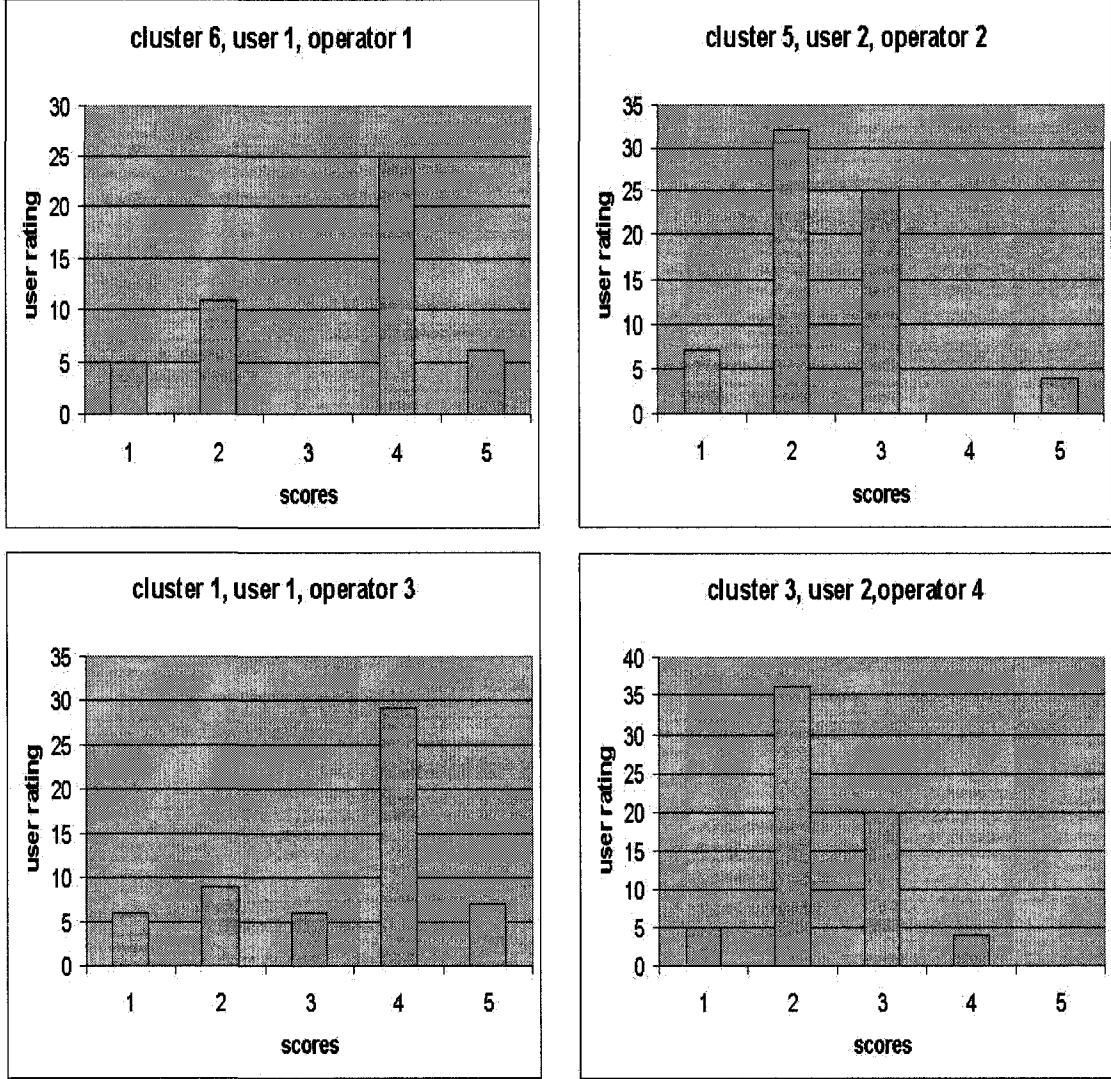 cluster 6, user 1, operator 1
30
25
20
15
10
5
0
user rating
1 2 3 4 5
scores
cluster 5, user 2, operator 2
35
30
25
20
15
10
5
0
user rating
1 2 3 4 5
scores
cluster 1, user 1, operator 3
35
30
25
20
15
10
5
0
user rating
1 2 3 4 5
scores
cluster 3, user 2,operator 4
40
35
30
25
20
15
10
5
0
user rating
1 2 3 4 5
scores